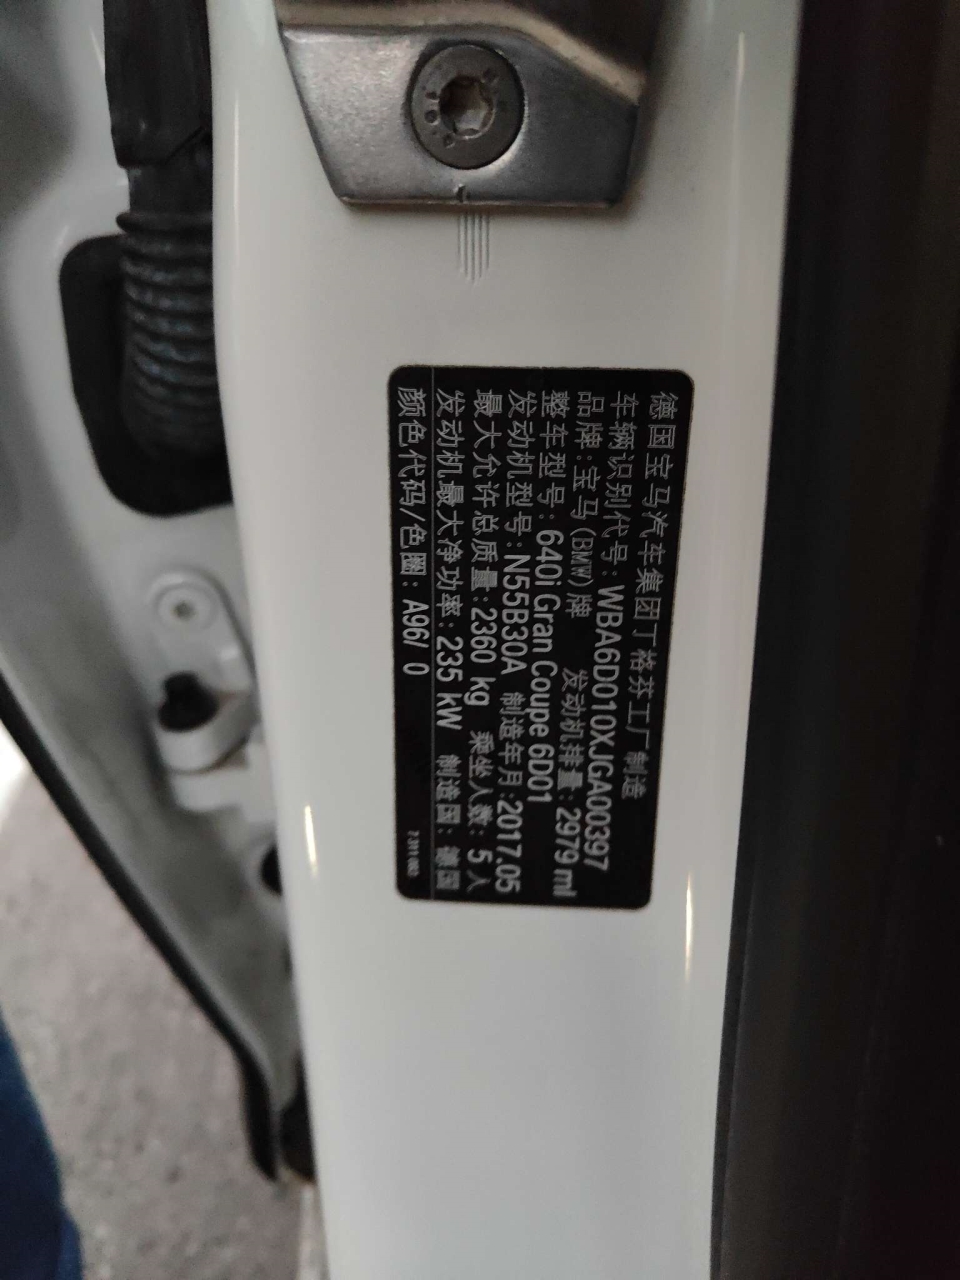 德国宝马汽车集团丁格芬工厂制造
车辆识别代号: WBA6D010XJGA00397
品牌: 宝马(BMW)牌 发动机排量: 2979 ml
整车型号: 640i Gran Coupe 6D01
发动机型号: N55B30A 制造年月: 2017.05
最大允许总质量: 2360 kg 乘坐人数: 5 人
发动机最大净功率: 235 kW 制造国: 德国
颜色代码/色圈: A96/ 0